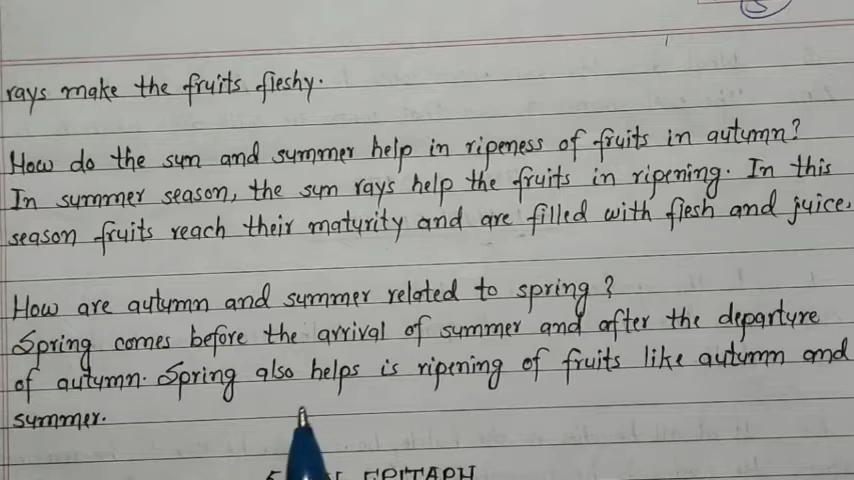 rays make the fruits fleshy.
How do the sun and summer help in ripeness of fruits in autumn?
In summer season, the sun rays help the fruits in ripening. In this
season fruits reach their maturity and are filled with flesh and juice.
How are autumn and summer related to spring?
Spring comes before the arrival of summer and after the departure
of autumn. Spring also helps is ripening of fruits like autumn and
summer.
EPITAPH